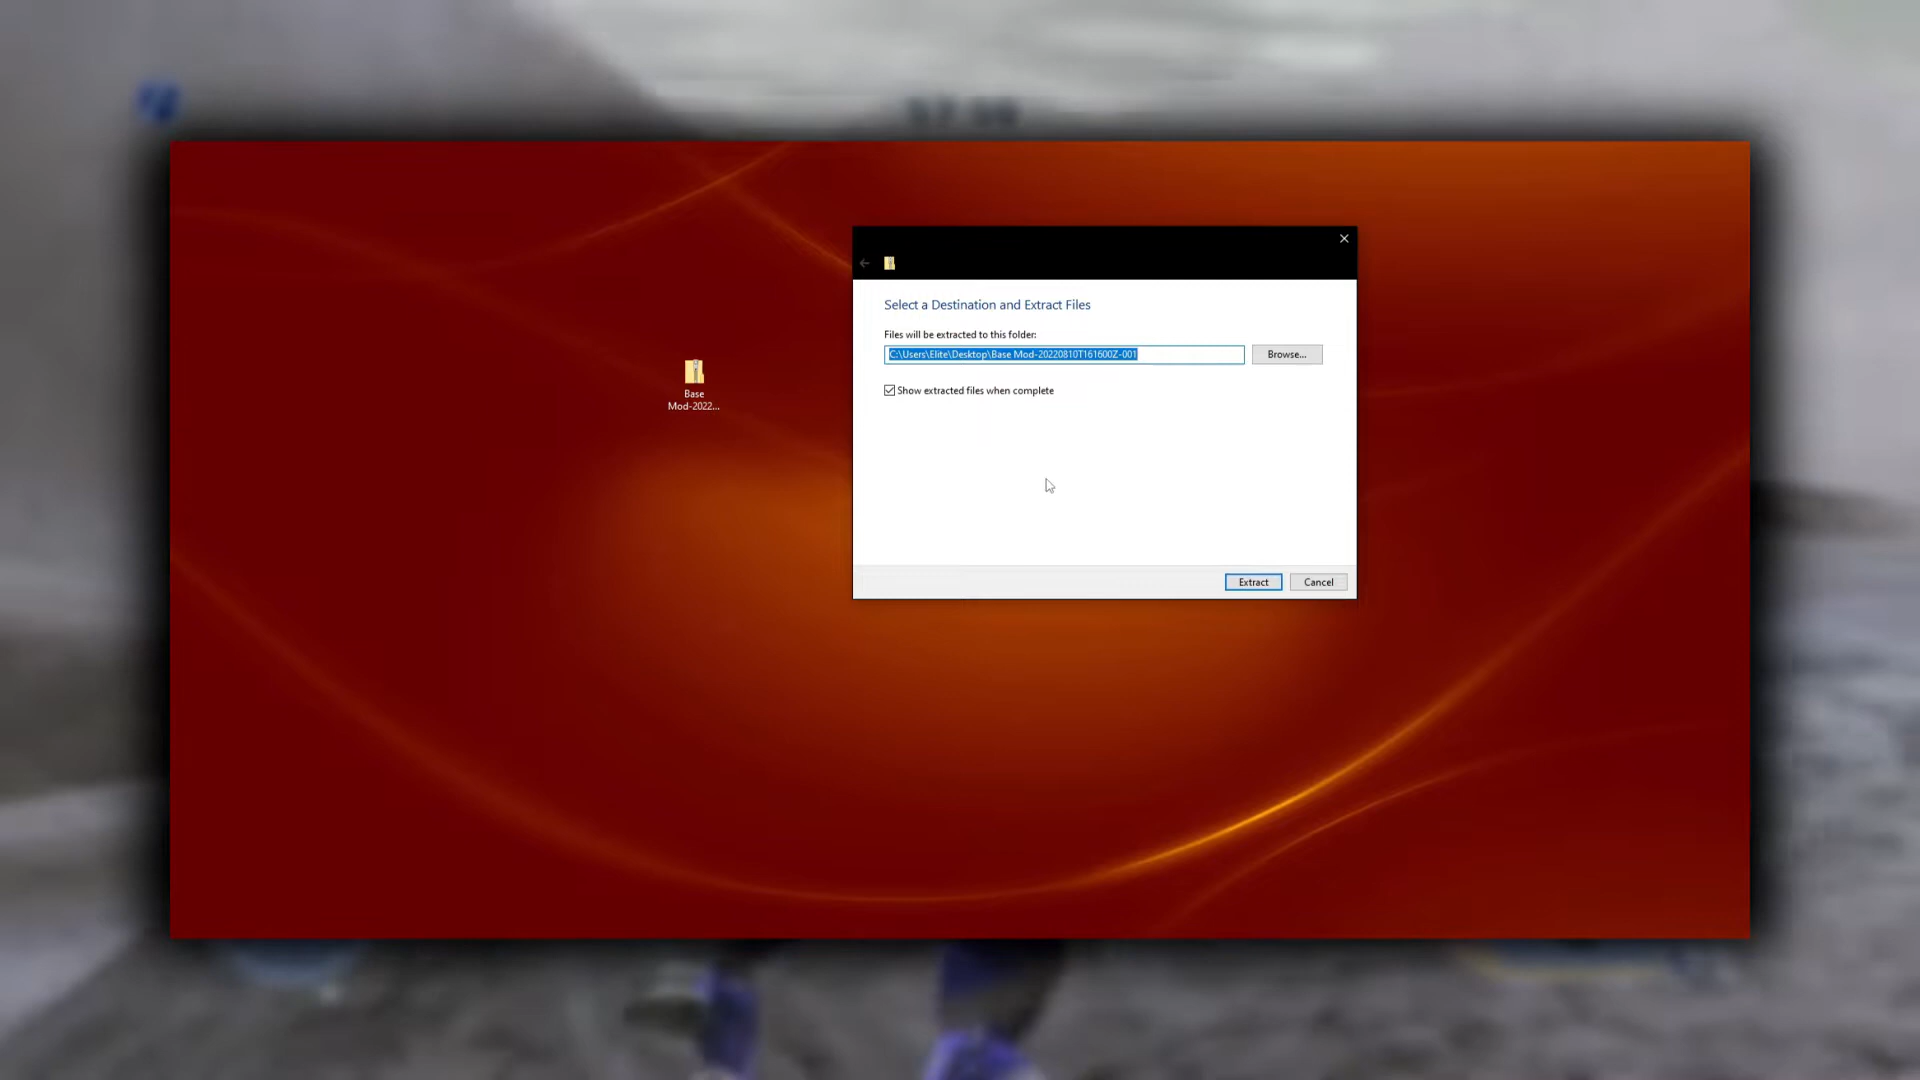 Select a Destination and Extract Files
Files will be extracted to this folder:
C:\Users\Elite\Desktop\Base Mod-20220810T161600Z-001
Browse...
Show extracted files when complete
Base
Mod-2022...
Extract
Cancel